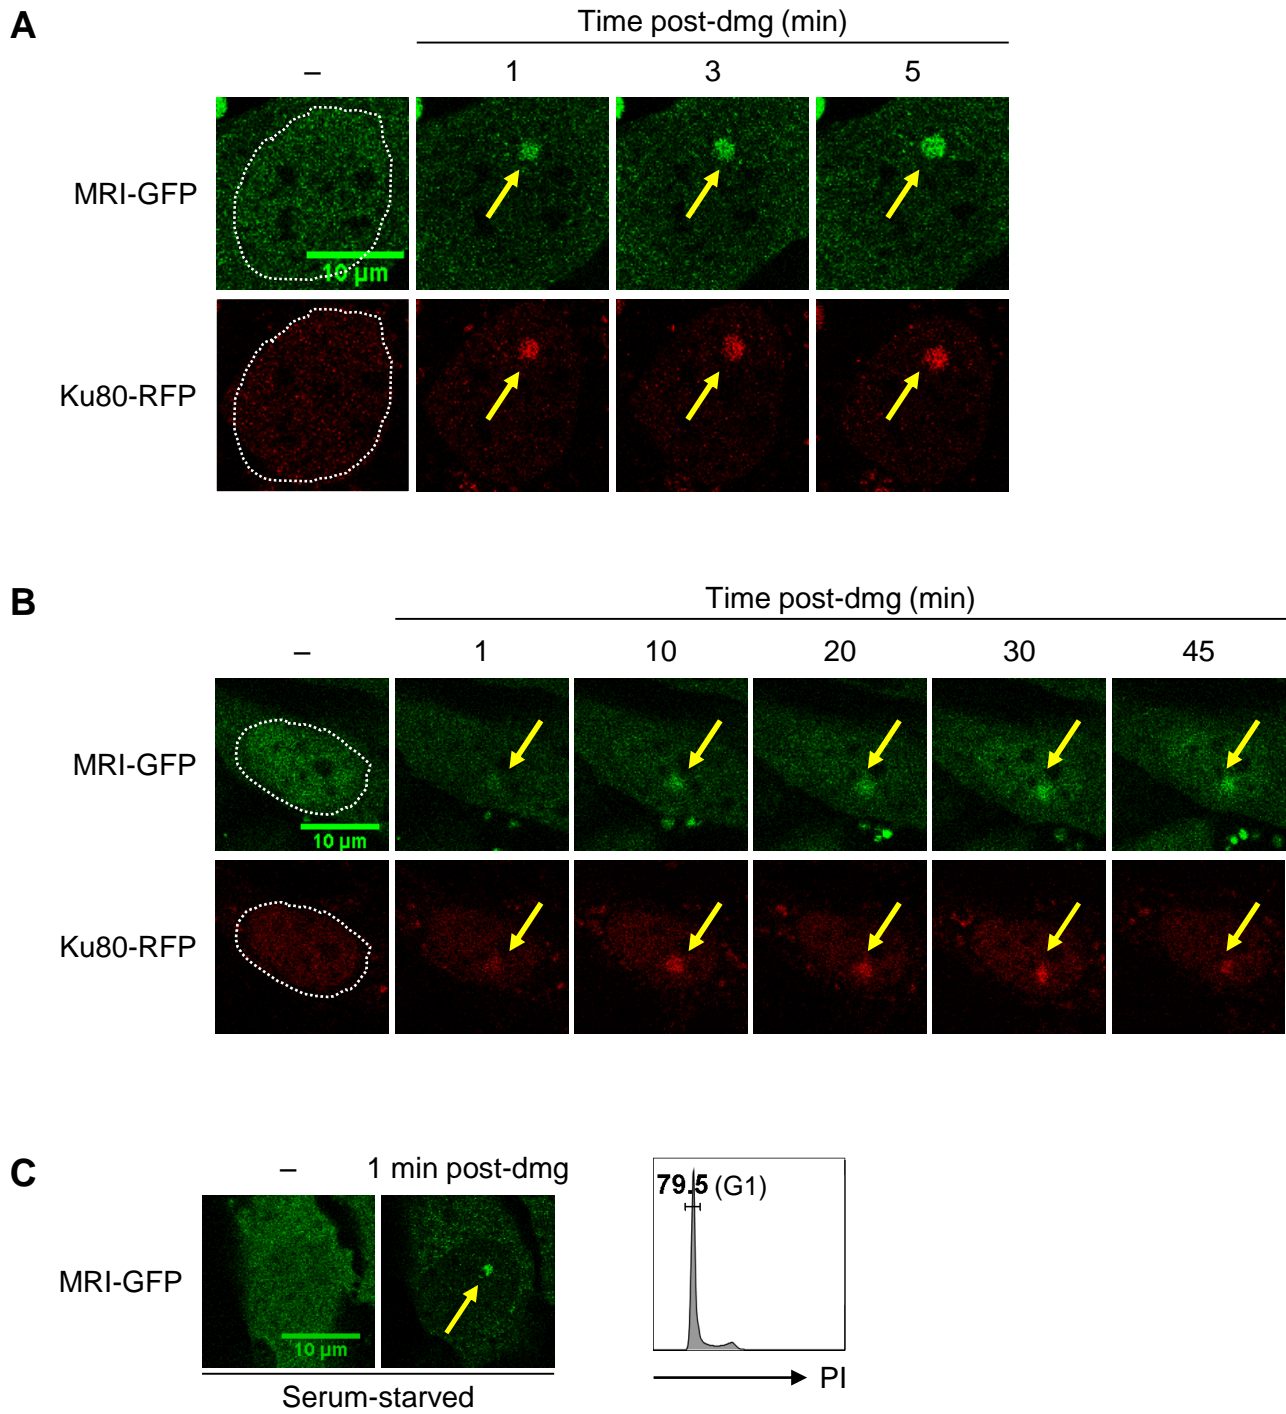 A
Time post-dmg (min)
– 1 3 5
MRI-GFP
10 µm
Ku80-RFP
B
Time post-dmg (min)
– 1 10 20 30 45
MRI-GFP
10 µm
Ku80-RFP
C
– 1 min post-dmg
79.5 (G1)
MRI-GFP
10 µm
PI
Serum-starved